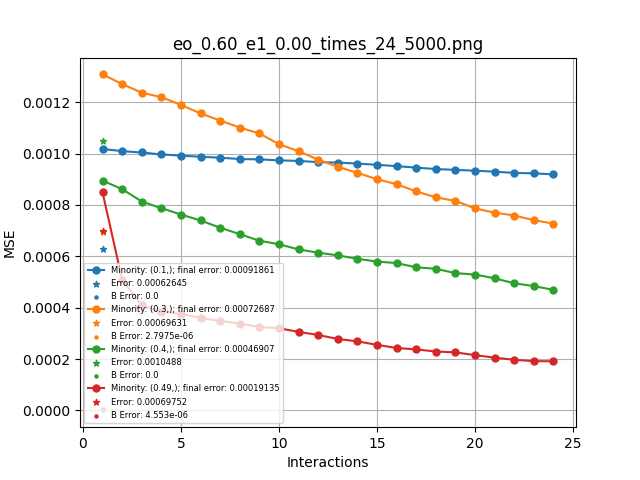 eo_0.60_e1_0.00_times_24_5000.png
0.0012
0.0010
0.0008
0.0006
0.0004
0.0002
0.0000
MSE
Minority: (0.1,); final error: 0.00091861
Error: 0.00062645
B Error: 0.0
Minority: (0.3,); final error: 0.00072687
Error: 0.00069631
B Error: 2.7975e-06
Minority: (0.4,); final error: 0.00046907
Error: 0.0010488
B Error: 0.0
Minority: (0.49,); final error: 0.00019135
Error: 0.00069752
B Error: 4.553e-06
0 5 10 15 20 25
Interactions